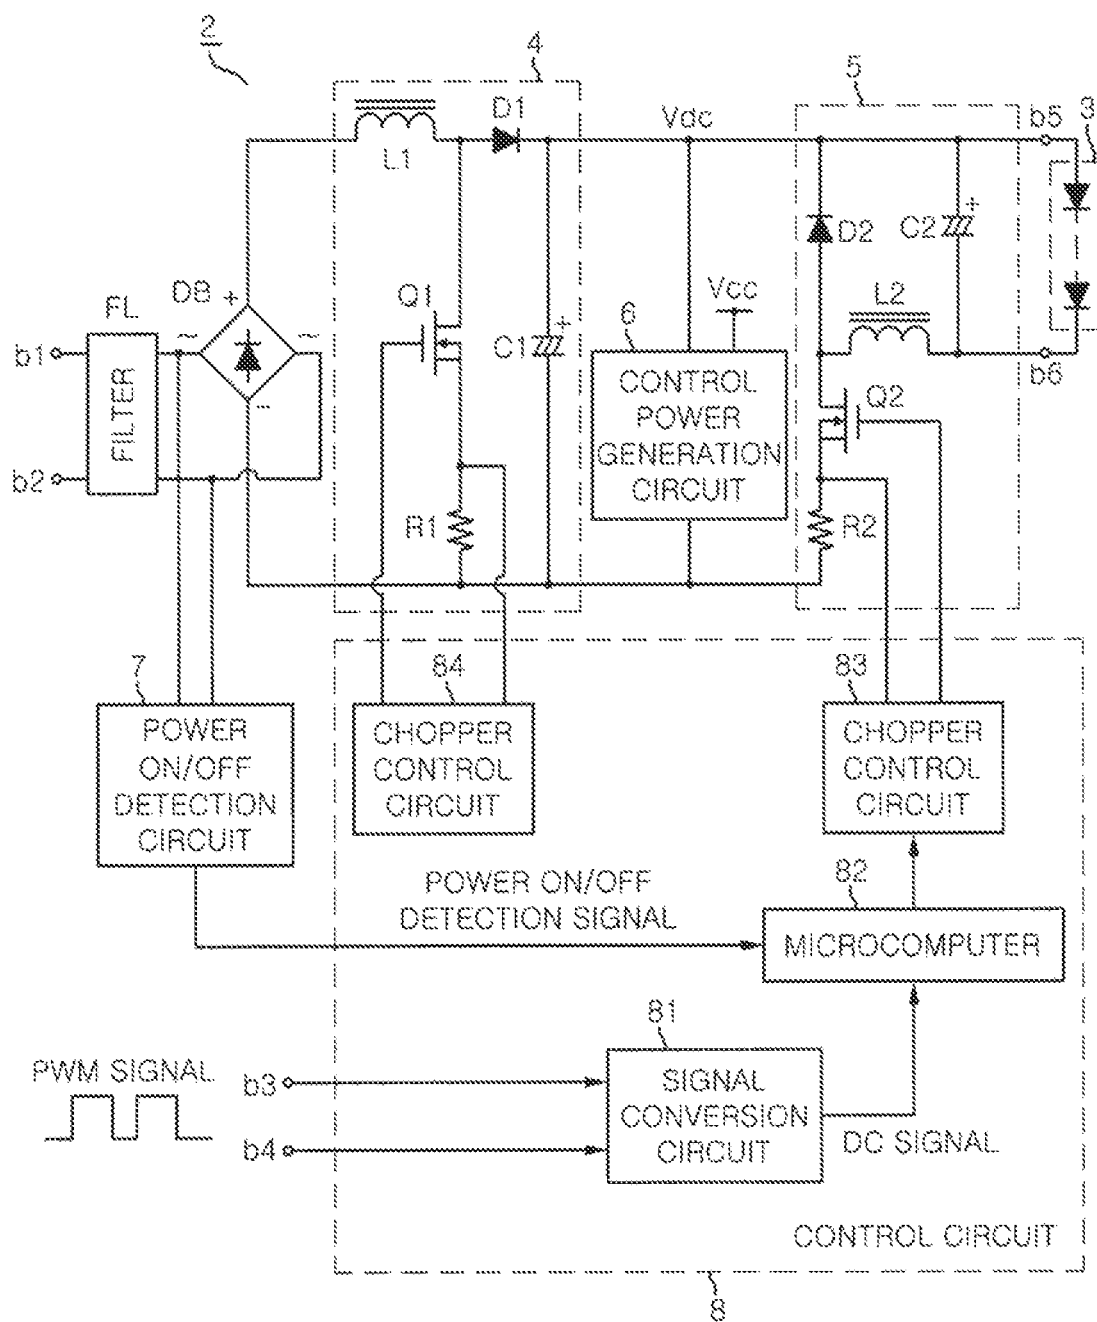 2
4
5
3
L1
D1
Vdc
b5
DB
+
~
~
-
FL
b1
b2
FILTER
Q1
C1
+
R1
6
Vcc
CONTROL
POWER
GENERATION
CIRCUIT
D2
C2
+
L2
b6
Q2
R2
7
POWER
ON/OFF
DETECTION
CIRCUIT
84
CHOPPER
CONTROL
CIRCUIT
83
CHOPPER
CONTROL
CIRCUIT
POWER ON/OFF
DETECTION SIGNAL
82
MICROCOMPUTER
81
SIGNAL
CONVERSION
CIRCUIT
PWM SIGNAL
b3
b4
DC SIGNAL
CONTROL CIRCUIT
8